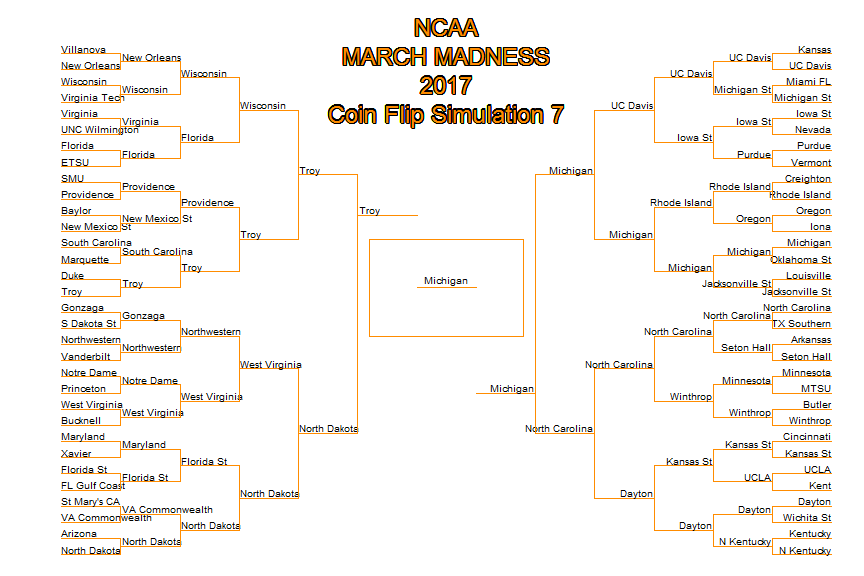 NCAA
MARCH MADNESS
2017
Coin Flip Simulation 7
Villanova
New Orleans
Wisconsin
Virginia Tech
Virginia
UNC Wilmington
Florida
ETSU
SMU
Providence
Baylor
New Mexico St
South Carolina
Marquette
Duke
Troy
Gonzaga
S Dakota St
Northwestern
Vanderbilt
Notre Dame
Princeton
West Virginia
Bucknell
Maryland
Xavier
Florida St
FL Gulf Coast
St Mary's CA
VA Commonwealth
Arizona
North Dakota
New Orleans
Wisconsin
Virginia
Florida
Providence
New Mexico St
South Carolina
Troy
Gonzaga
Northwestern
Notre Dame
West Virginia
Maryland
Florida St
VA Commonwealth
North Dakota
Wisconsin
Florida
Providence
Troy
Northwestern
West Virginia
Florida St
North Dakota
Wisconsin
Troy
West Virginia
North Dakota
Troy
North Dakota
Troy
Michigan
Michigan
Michigan
North Carolina
UC Davis
Michigan
North Carolina
Dayton
UC Davis
Iowa St
Rhode Island
Michigan
North Carolina
Winthrop
Kansas St
Dayton
UC Davis
Michigan St
Iowa St
Purdue
Rhode Island
Oregon
Michigan
Jacksonville St
North Carolina
Seton Hall
Minnesota
Winthrop
Kansas St
UCLA
Dayton
N Kentucky
Kansas
UC Davis
Miami FL
Michigan St
Iowa St
Nevada
Purdue
Vermont
Creighton
Rhode Island
Oregon
Iona
Michigan
Oklahoma St
Louisville
Jacksonville St
North Carolina
TX Southern
Arkansas
Seton Hall
Minnesota
MTSU
Butler
Winthrop
Cincinnati
Kansas St
UCLA
Kent
Dayton
Wichita St
Kentucky
N Kentucky